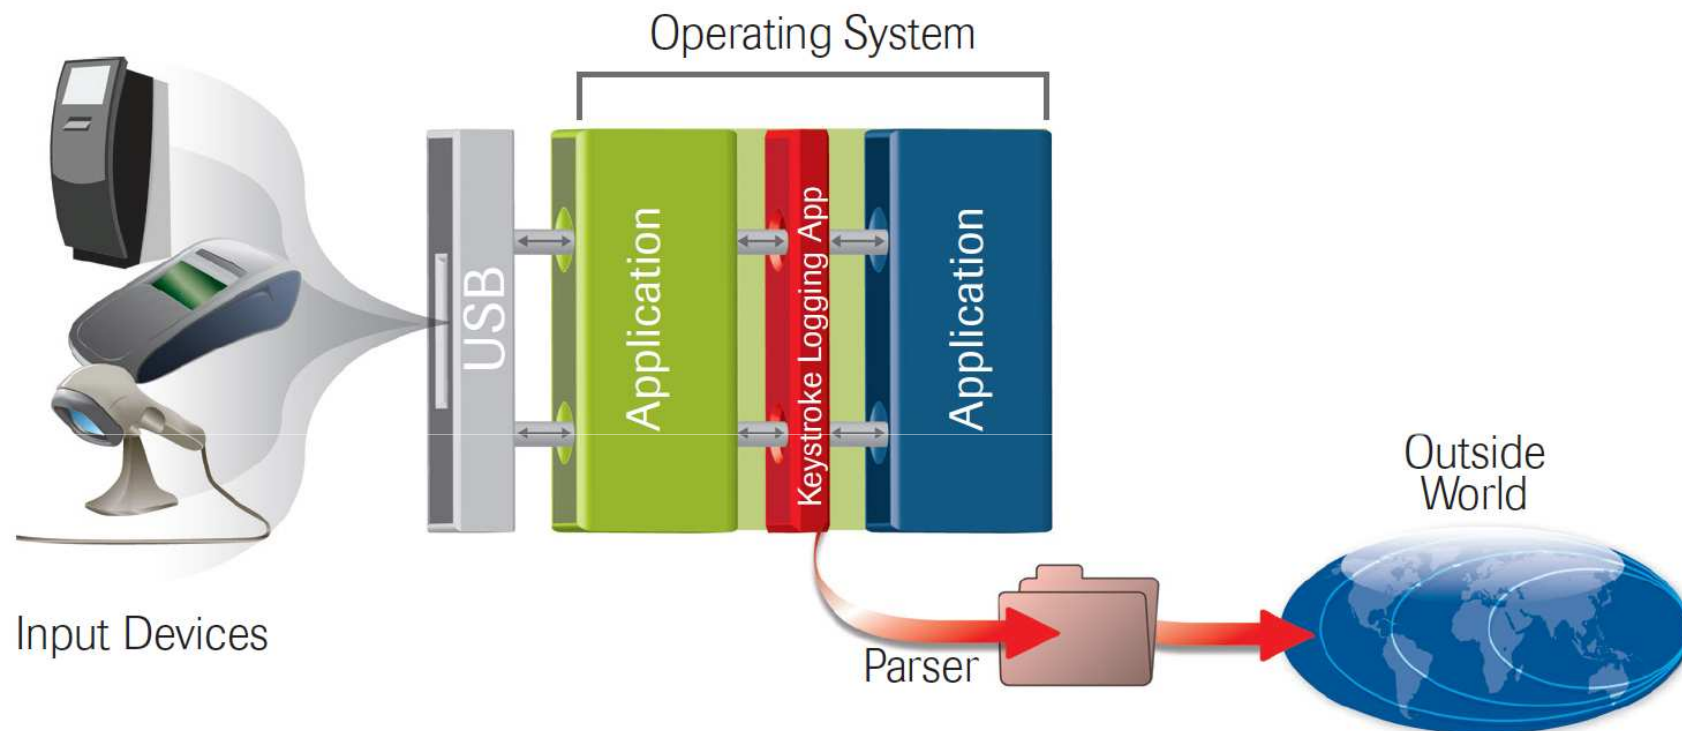 Operating System
USB
Application
Keystroke Logging App
Application
Outside
World
Input Devices
Parser